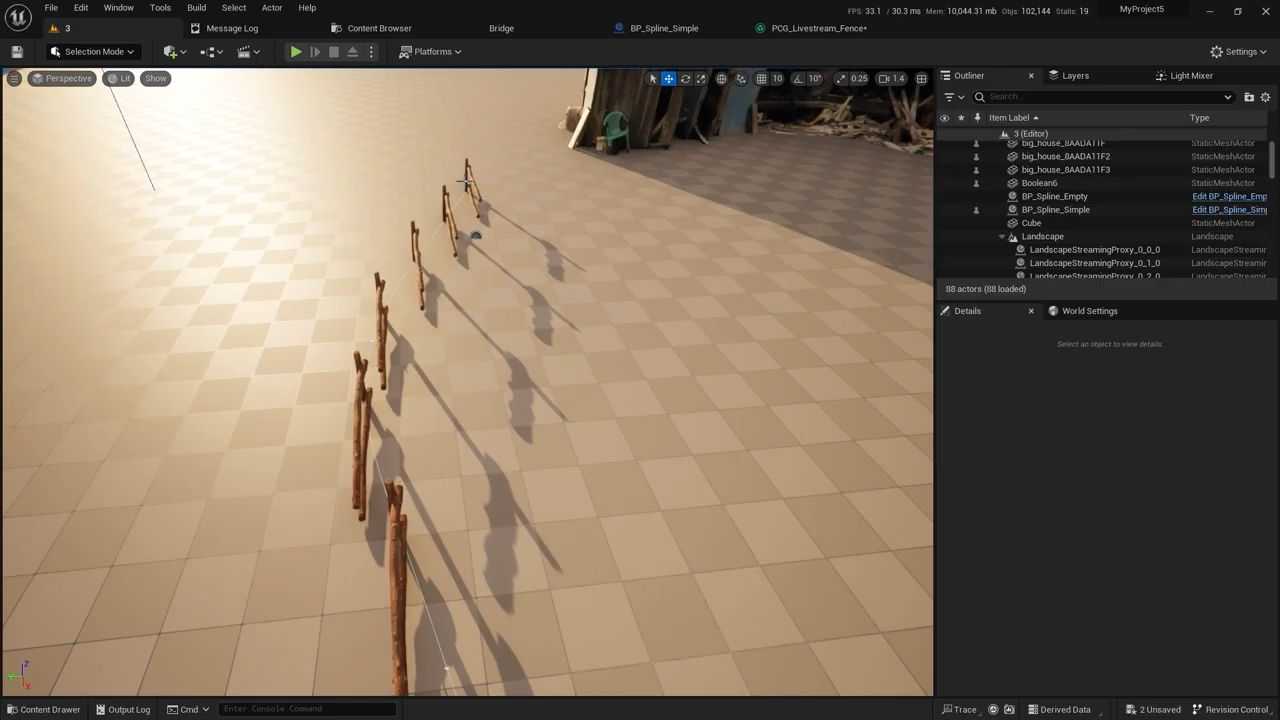 File Edit Window Tools Build Select Actor Help
FPS: 33.1 / 30.3 ms Mem: 10,044.31 mb Objs: 102,144 Stalls: 19 MyProject5
3 Message Log Content Browser Bridge BP_Spline_Simple PCG_Livestream_Fence•
Selection Mode Platforms Settings
Perspective Lit Show 10 10° 0.25 1.4
Outliner Layers Light Mixer
Search...
Item Label Type
3 (Editor)
big_house_8AADA11F StaticMeshActor
big_house_8AADA11F2 StaticMeshActor
big_house_8AADA11F3 StaticMeshActor
Boolean6 StaticMeshActor
BP_Spline_Empty Edit BP_Spline_Emp
BP_Spline_Simple Edit BP_Spline_Sim
Cube StaticMeshActor
Landscape Landscape
LandscapeStreamingProxy_0_0_0 LandscapeStreamin
LandscapeStreamingProxy_0_1_0 LandscapeStreamin
LandscapeStreamingProxy_0_2_0 LandscapeStreamin
88 actors (88 loaded)
Details World Settings
Select an object to view details.
Z
X
Content Drawer Output Log Cmd Enter Console Command Trace Derived Data 2 Unsaved Revision Control